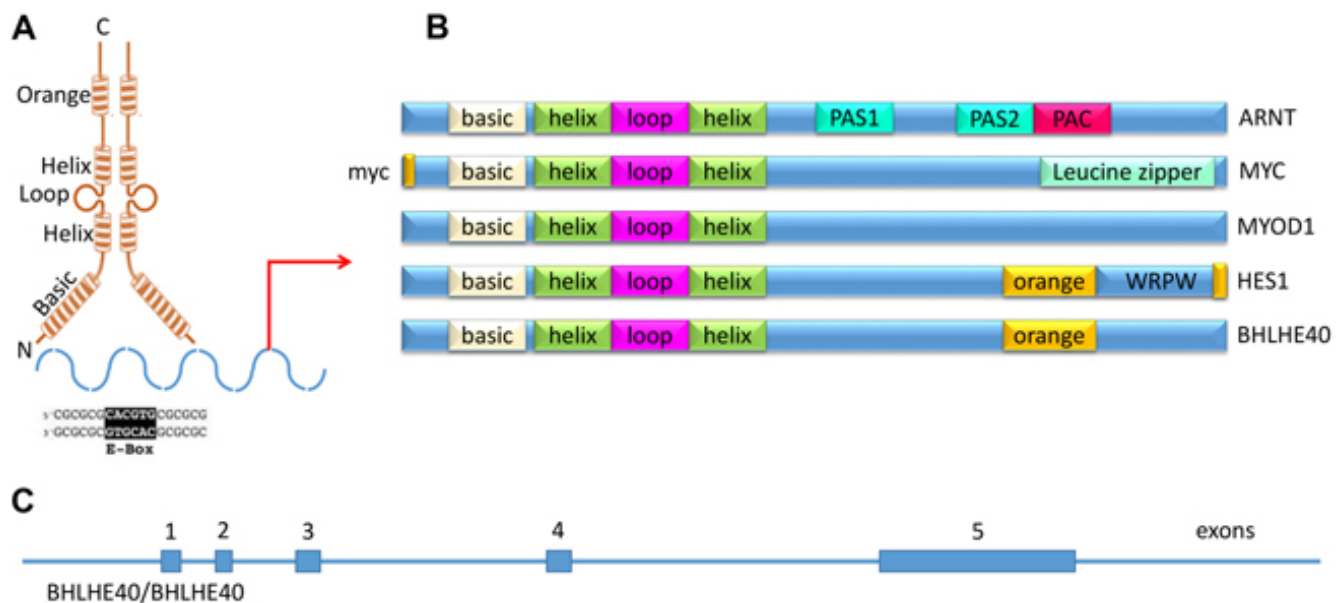 A
C
Orange
Helix
Loop
Helix
Basic
N
5'CGCGCGCACGTGCGCGCG
3'GCGCGCGTGCACGCGCGC
E-Box
B
basic helix loop helix PAS1 PAS2 PAC ARNT
myc basic helix loop helix Leucine zipper MYC
basic helix loop helix MYOD1
basic helix loop helix orange WRPW HES1
basic helix loop helix orange BHLHE40
C
1 2 3 4 5 exons
BHLHE40/BHLHE40